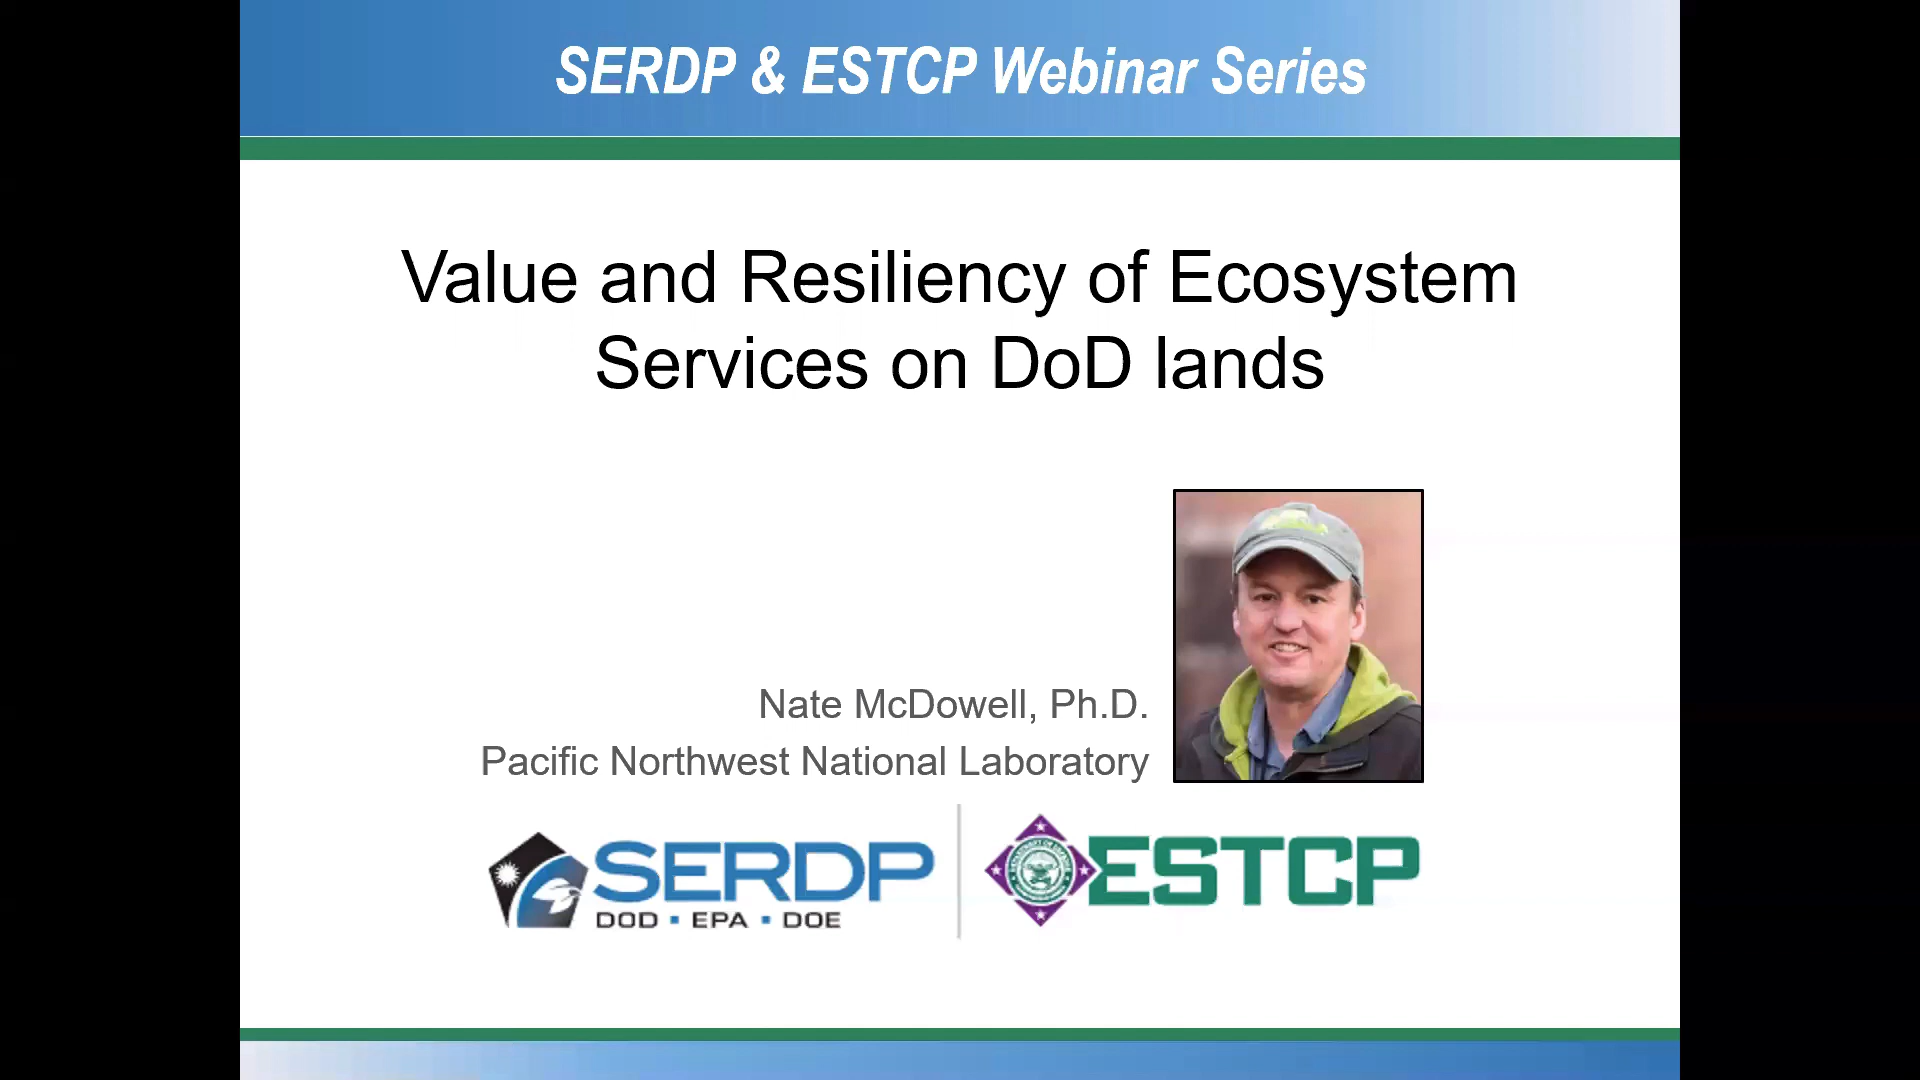 SERDP & ESTCP Webinar Series
Value and Resiliency of Ecosystem
Services on DoD lands
Nate McDowell, Ph.D.
Pacific Northwest National Laboratory
SERDP
DOD ▪ EPA ▪ DOE
ESTCP